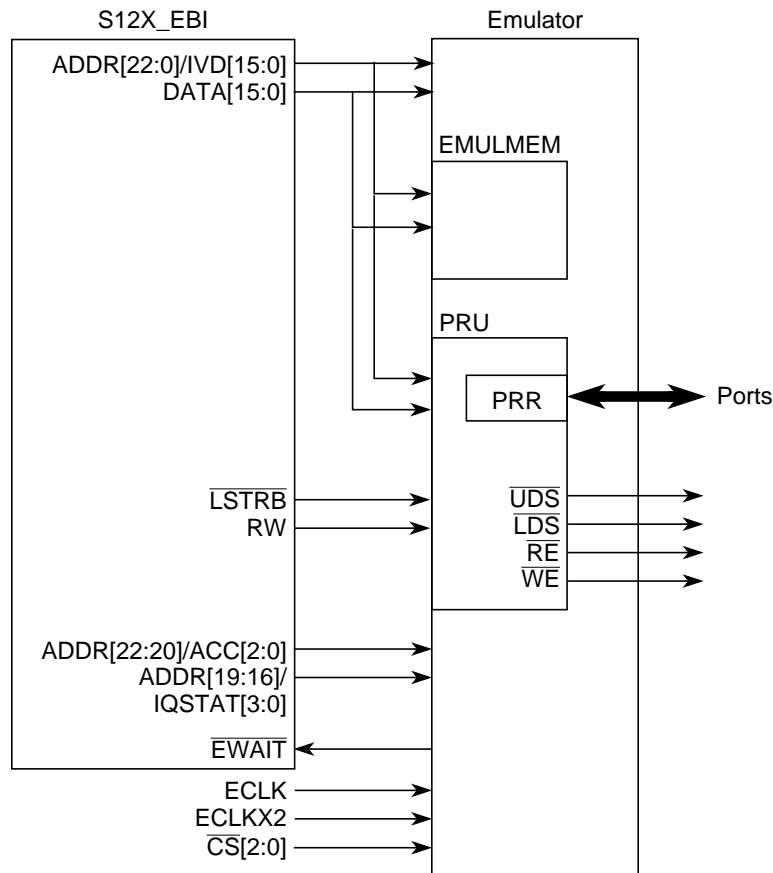 S12X_EBI
Emulator
ADDR[22:0]/IVD[15:0]
DATA[15:0]
EMULMEM
PRU
PRR
Ports
LSTRB
RW
UDS
LDS
RE
WE
ADDR[22:20]/ACC[2:0]
ADDR[19:16]/
IQSTAT[3:0]
EWAIT
ECLK
ECLKX2
CS[2:0]